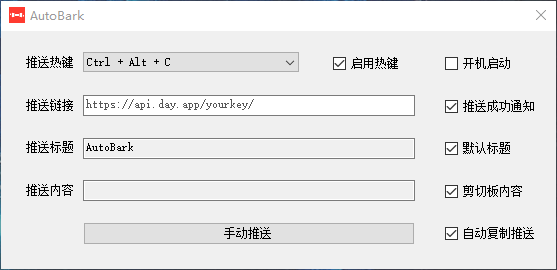 AutoBark
推送热键 Ctrl + Alt + C 启用热键 开机启动
推送链接 https://api.day.app/yourkey/ 推送成功通知
推送标题 AutoBark 默认标题
推送内容 剪切板内容
手动推送 自动复制推送